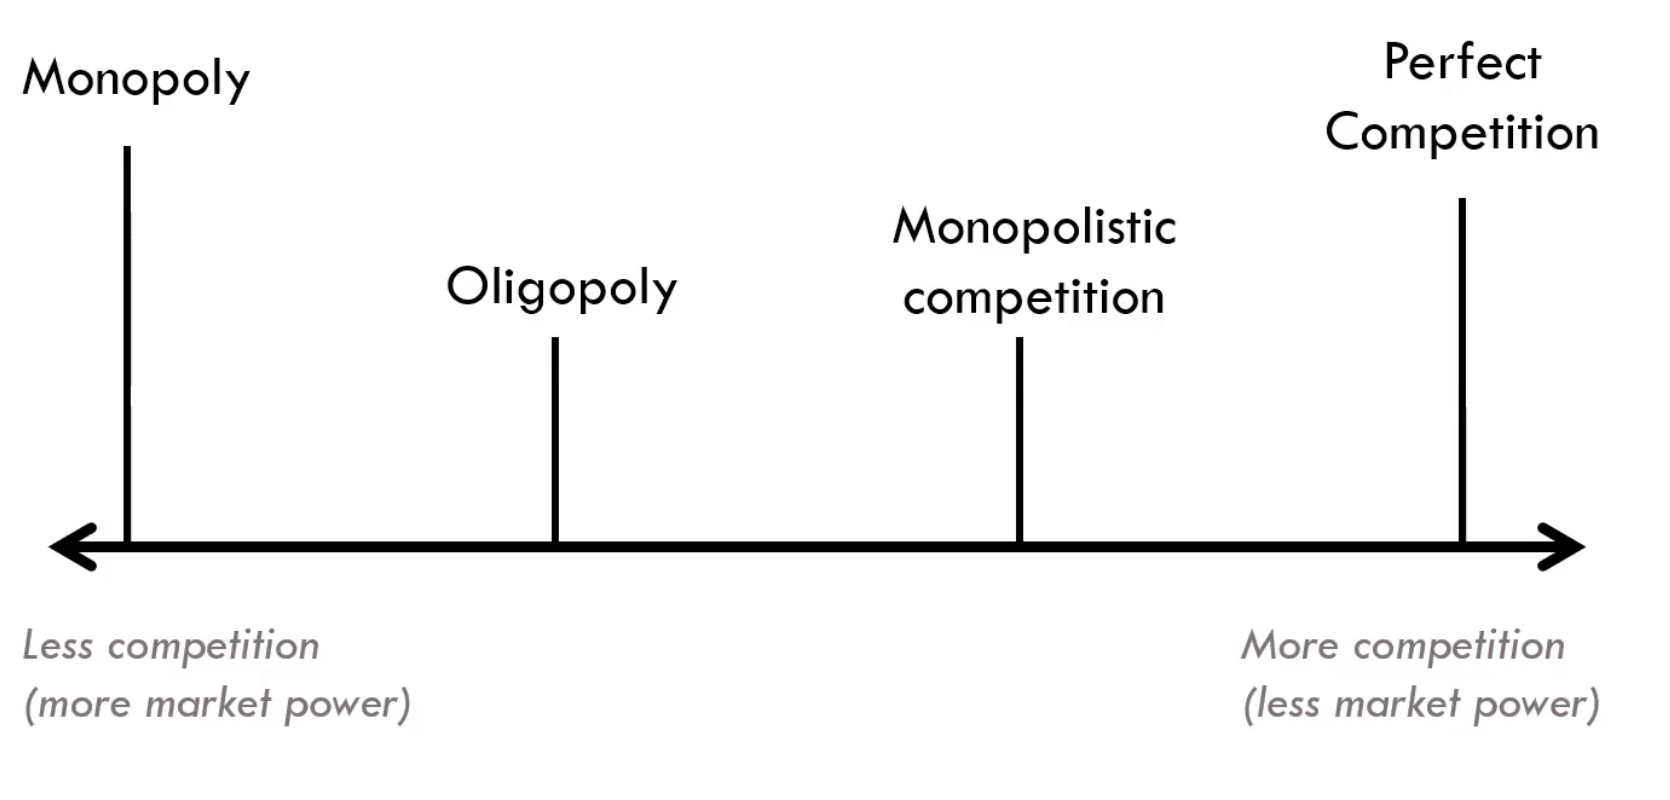 Monopoly
Oligopoly
Monopolistic
competition
Perfect
Competition
Less competition
(more market power)
More competition
(less market power)